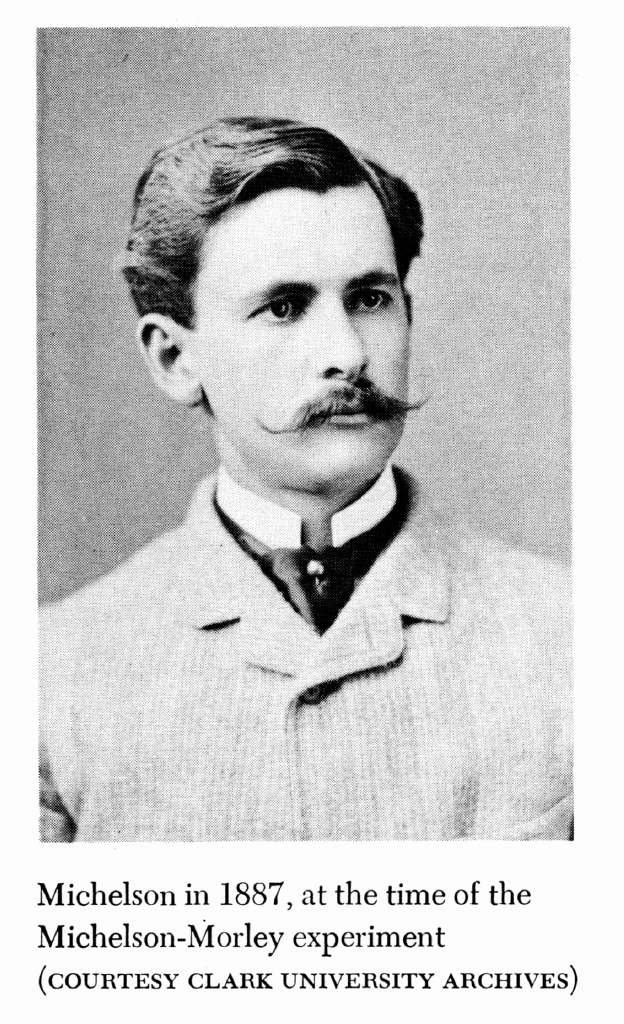 Michelson in 1887, at the time of the
Michelson-Morley experiment
(COURTESY CLARK UNIVERSITY ARCHIVES)